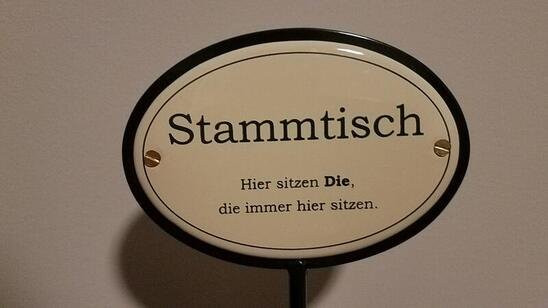 Stammtisch
Hier sitzen Die,
die immer hier sitzen.